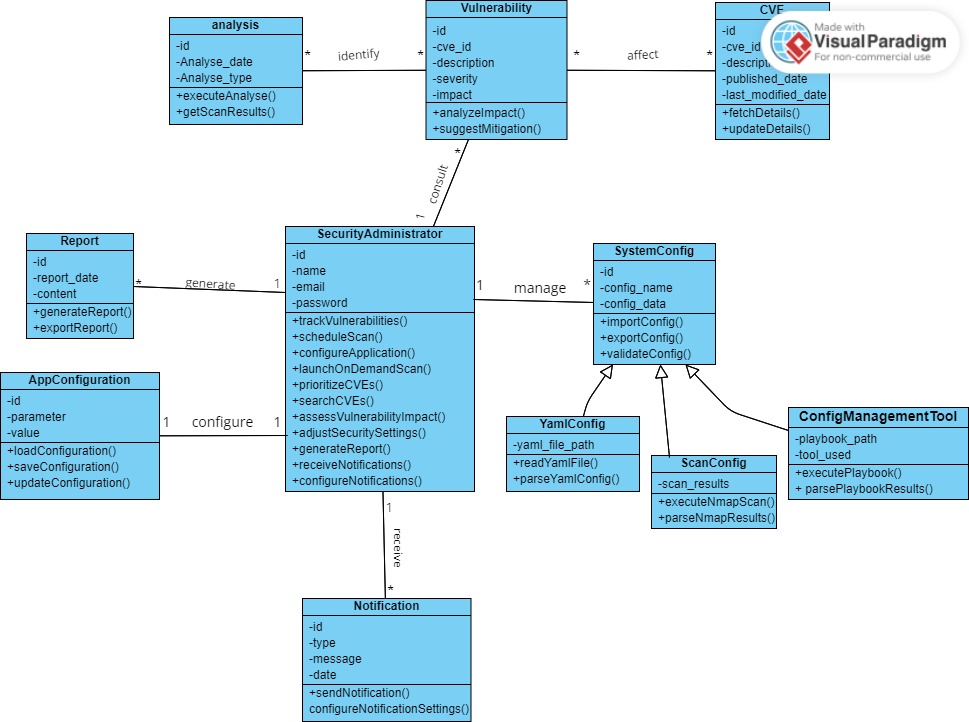 analysis
-id
-Analyse_date
-Analyse_type
+executeAnalyse()
+getScanResults()
* identify *
Vulnerability
-id
-cve_id
-description
-severity
-impact
+analyzeImpact()
+suggestMitigation()
* affect *
CVE
-id
-cve_id
-published_date
-last_modified_date
+fetchDetails()
+updateDetails()
Made with
Visual Paradigm
For non-commercial use
*
consult
1
Report
-id
-report_date
-content
+generateReport()
+exportReport()
* generate 1
SecurityAdministrator
-id
-name
-email
-password
+trackVulnerabilities()
+scheduleScan()
+configureApplication()
+launchOnDemandScan()
+prioritizeCVEs()
+searchCVEs()
+assessVulnerabilityImpact()
+adjustSecuritySettings()
+generateReport()
+receiveNotifications()
+configureNotifications()
1 manage *
SystemConfig
-id
-config_name
-config_data
+importConfig()
+exportConfig()
+validateConfig()
AppConfiguration
-id
-parameter
-value
+loadConfiguration()
+saveConfiguration()
+updateConfiguration()
1 configure 1
YamlConfig
-yaml_file_path
+readYamlFile()
+parseYamlConfig()
ScanConfig
-scan_results
+executeNmapScan()
+parseNmapResults()
ConfigManagementTool
-playbook_path
-tool_used
+executePlaybook()
+ parsePlaybookResults()
1
receive
*
Notification
-id
-type
-message
-date
+sendNotification()
configureNotificationSettings()